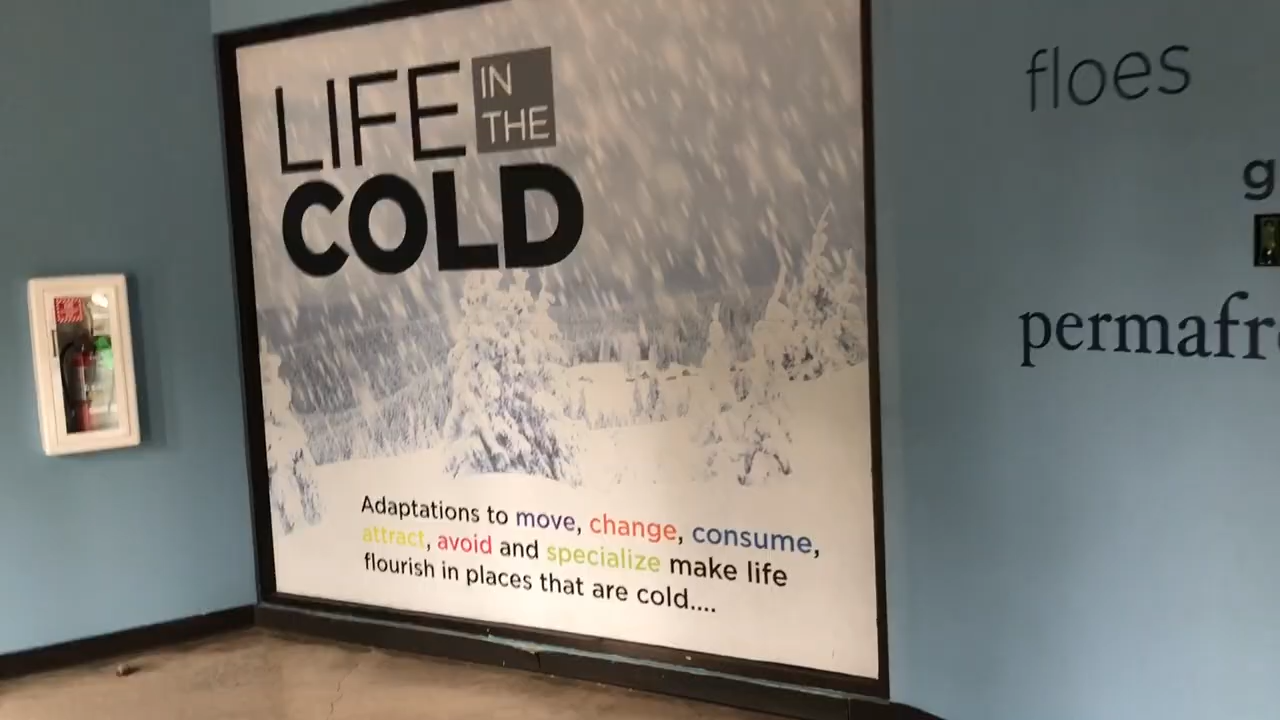 LIFE IN THE
COLD
Adaptations to move, change, consume,
attract, avoid and specialize make life
flourish in places that are cold....
floes
g
permafr